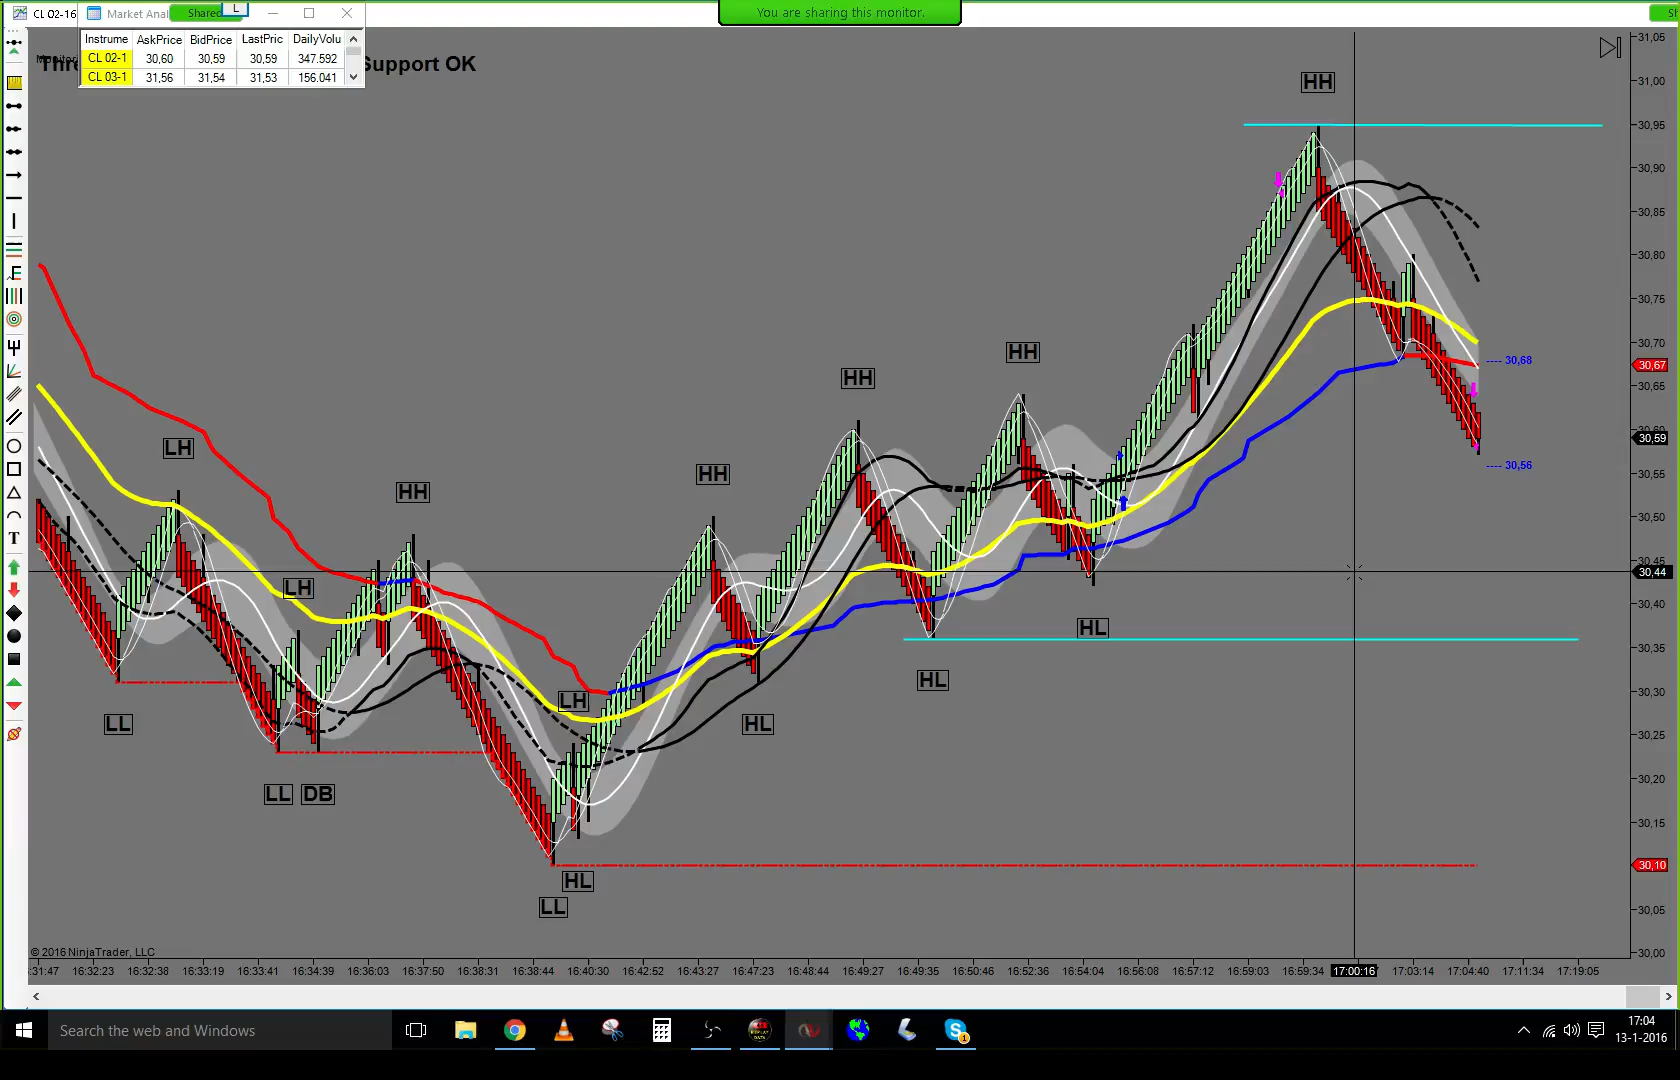 CL 02-16
Market Anal
Shared
L
You are sharing this monitor.
Instrume AskPrice BidPrice LastPric DailyVolu
CL 02-1 30,60 30,59 30,59 347.592
CL 03-1 31,56 31,54 31,53 156.041
Support OK
HH
LH
LH
HH
HH
HH
HH
LH
LL
LL DB
LL
HL
HL
HL
HL
---- 30,68
---- 30,56
31,05
31,00
30,95
30,90
30,85
30,80
30,75
30,70
30,67
30,65
30,59
30,55
30,50
30,45
30,44
30,40
30,35
30,30
30,25
30,20
30,15
30,10
30,05
30,00
T
© 2016 NinjaTrader, LLC
:31:47 16:32:23 16:32:38 16:33:19 16:33:41 16:34:39 16:36:03 16:37:50 16:38:31 16:38:44 16:40:30 16:42:52 16:43:27 16:47:23 16:48:44 16:49:27 16:49:35 16:50:46 16:52:36 16:54:04 16:56:08 16:57:12 16:59:03 16:59:34 17:00:16 17:03:14 17:04:40 17:11:34 17:19:05
Search the web and Windows
1
17:04
13-1-2016